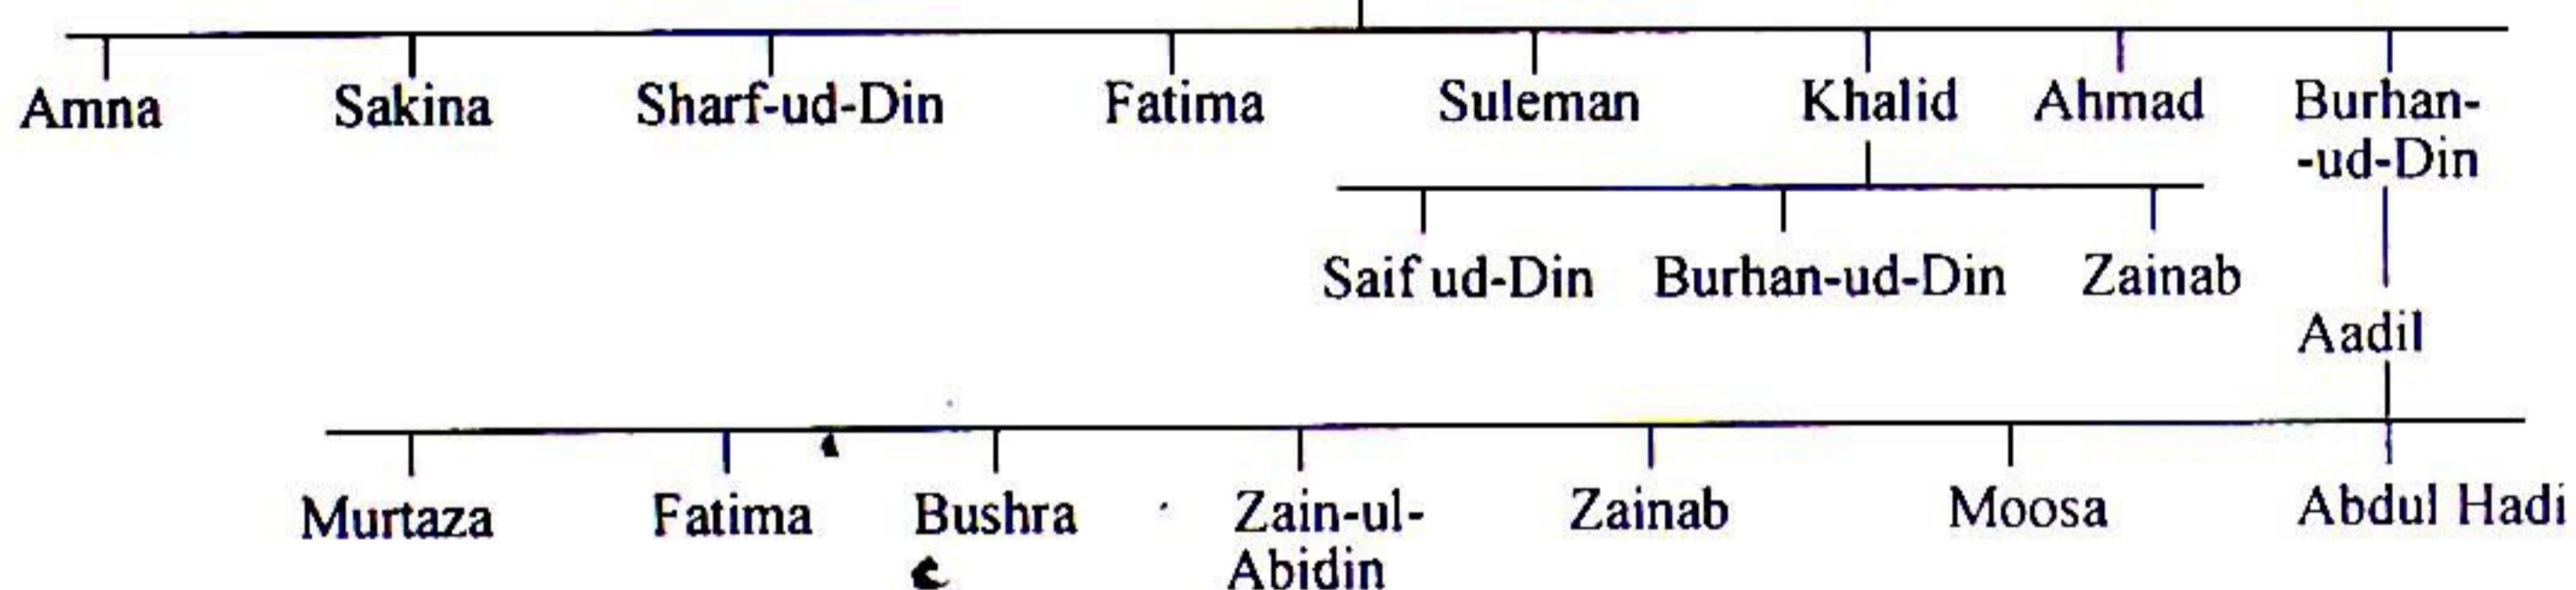 Amna Sakina Sharf-ud-Din Fatima Suleman Khalid Ahmad Burhan-
-ud-Din
Saif ud-Din Burhan-ud-Din Zainab
Aadil
Murtaza Fatima Bushra Zain-ul- Zainab Moosa Abdul Hadi
Abidin